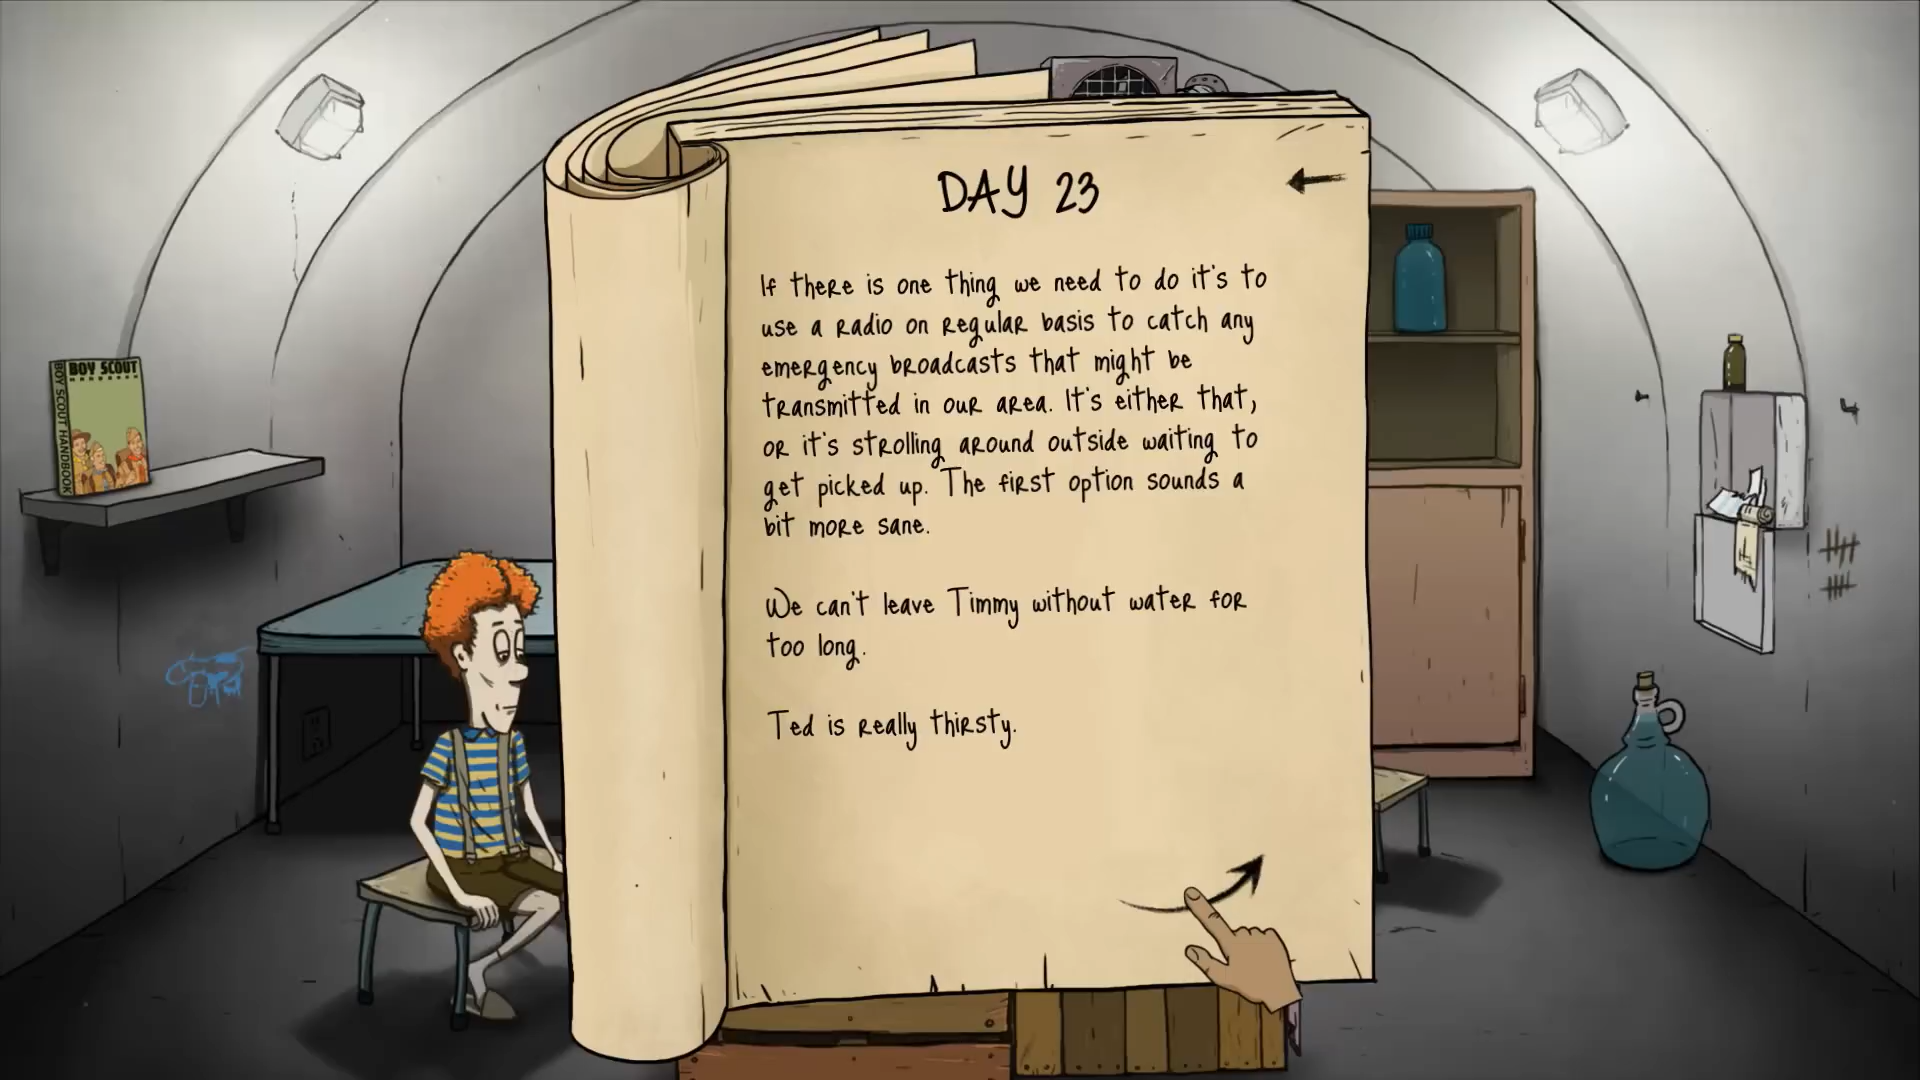 DAY 23
If there is one thing we need to do it's to
use a radio on regular basis to catch any
emergency broadcasts that might be
transmitted in our area. It's either that,
or it's strolling around outside waiting to
get picked up. The first option sounds a
bit more sane.
We can't leave Timmy without water for
too long.
Ted is really thirsty.
BOY SCOUT
BOY SCOUT HANDBOOK